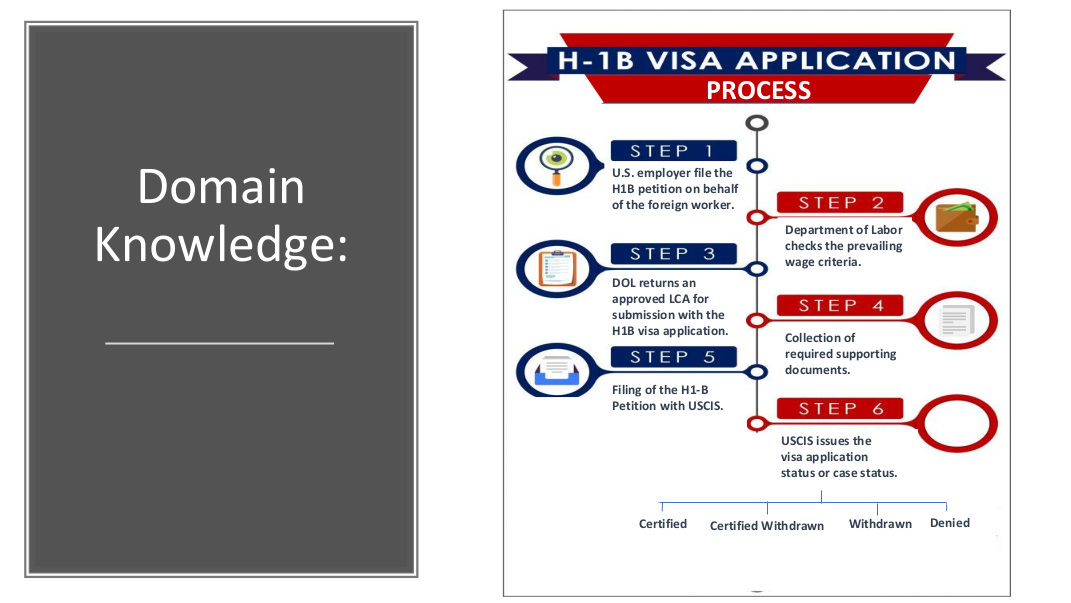 Domain
Knowledge:
H-1B VISA APPLICATION
PROCESS
STEP 1
U.S. employer file the
H1B petition on behalf
of the foreign worker.
STEP 2
Department of Labor
checks the prevailing
wage criteria.
STEP 3
DOL returns an
approved LCA for
submission with the
H1B visa application.
STEP 4
Collection of
required supporting
documents.
STEP 5
Filing of the H1-B
Petition with USCIS.
STEP 6
USCIS issues the
visa application
status or case status.
Certified Certified Withdrawn Withdrawn Denied